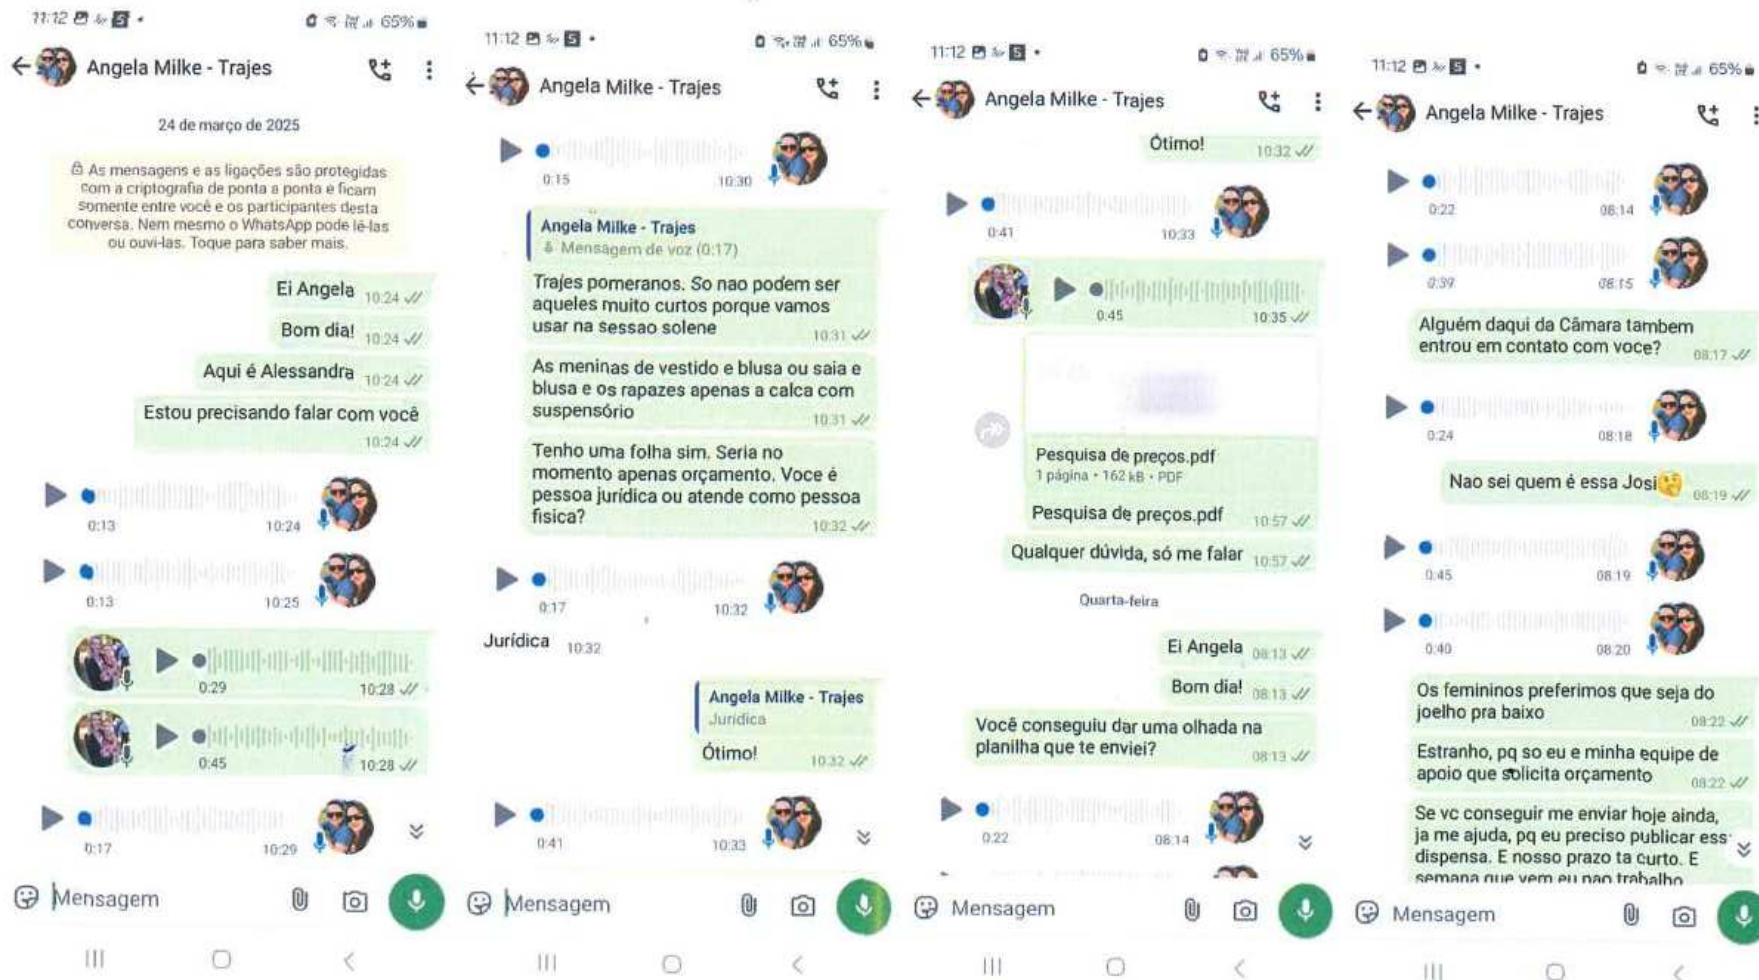 11:12
65%
Angela Milke - Trajes
24 de março de 2025
As mensagens e as ligações são protegidas
com a criptografia de ponta a ponta e ficam
somente entre você e os participantes desta
conversa. Nem mesmo o WhatsApp pode lê-las
ou ouvi-las. Toque para saber mais.
Ei Angela 10:24
Bom dia! 10:24
Aqui é Alessandra 10:24
Estou precisando falar com você
10:24
0:13 10:24
0:13 10:25
0:29 10:28
0:45 10:28
0:17 10:29
Mensagem
11:12
65%
Angela Milke - Trajes
0:15 10:30
Angela Milke - Trajes
Mensagem de voz (0:17)
Trajes pomeranos. So nao podem ser
aqueles muito curtos porque vamos
usar na sessao solene
10:31
As meninas de vestido e blusa ou saia e
blusa e os rapazes apenas a calca com
suspensório
10:31
Tenho uma folha sim. Seria no
momento apenas orçamento. Voce é
pessoa jurídica ou atende como pessoa
fisica?
10:32
0:17 10:32
Jurídica 10:32
Angela Milke - Trajes
Jurídica
Ótimo!
10:32
0:41 10:33
Mensagem
11:12
65%
Angela Milke - Trajes
Ótimo!
10:32
0:41 10:33
0:45 10:35
Pesquisa de preços.pdf
1 página • 162 kB • PDF
Pesquisa de preços.pdf 10:57
Qualquer dúvida, só me falar 10:57
Quarta-feira
Ei Angela 08:13
Bom dia! 08:13
Você conseguiu dar uma olhada na
planilha que te enviei?
08:13
0:22 08:14
Mensagem
11:12
65%
Angela Milke - Trajes
0:22 08:14
0:39 08:15
Alguém daqui da Câmara tambem
entrou em contato com voce?
08:17
0:24 08:18
Nao sei quem é essa Josi🤔 08:19
0:45 08:19
0:40 08:20
Os femininos preferimos que seja do
joelho pra baixo
08:22
Estranho, pq so eu e minha equipe de
apoio que solicita orçamento
08:22
Se vc conseguir me enviar hoje ainda,
ja me ajuda, pq eu preciso publicar ess
dispensa. E nosso prazo ta curto. E
semana que vem eu nao trabalho
Mensagem